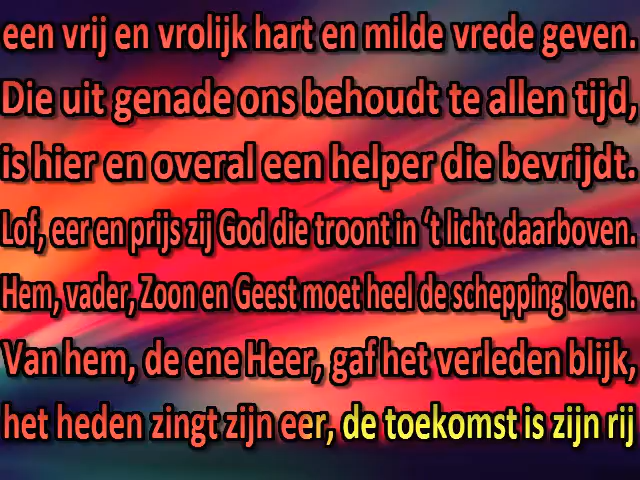 een vrij en vrolijk hart en milde vrede geven.
Die uit genade ons behoudt te allen tijd,
is hier en overal een helper die bevrijdt.
Lof, eer en prijs zij God die troont in ‘t licht daarboven.
Hem, vader, Zoon en Geest moet heel de schepping loven.
Van hem, de ene Heer, gaf het verleden blijk,
het heden zingt zijn eer, de toekomst is zijn rij